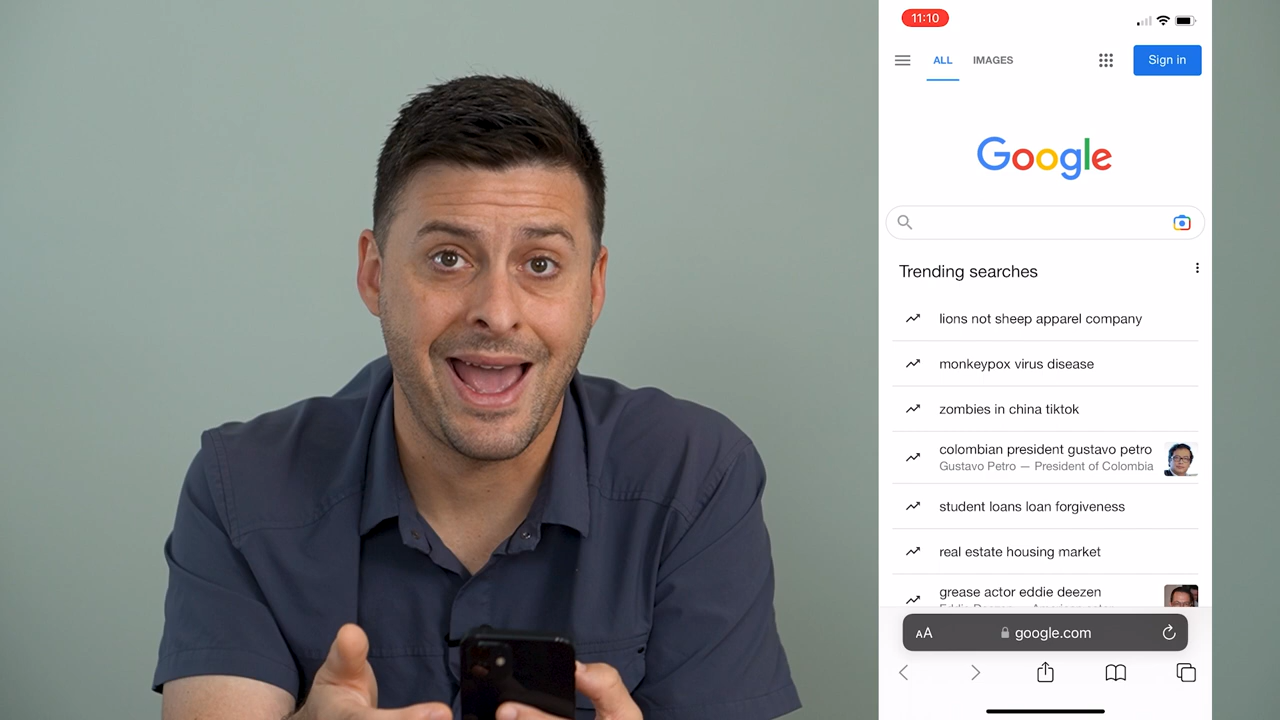 11:10
ALL IMAGES
Sign in
Google
Trending searches
lions not sheep apparel company
monkeypox virus disease
zombies in china tiktok
colombian president gustavo petro
Gustavo Petro — President of Colombia
student loans loan forgiveness
real estate housing market
grease actor eddie deezen
AA google.com